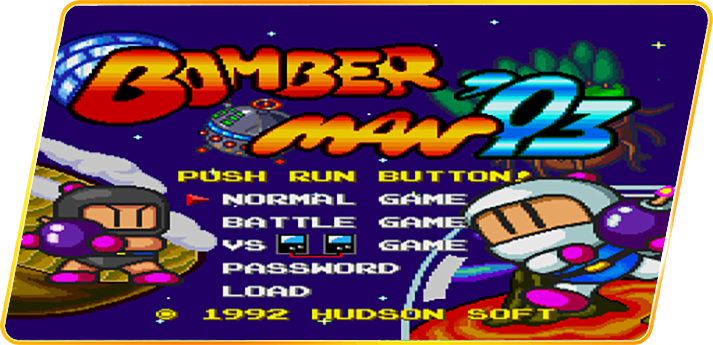 BOMBER
MAN '93
PUSH RUN BUTTON!
NORMAL GAME
BATTLE GAME
VS GAME
PASSWORD
LOAD
© 1992 HUDSON SOFT